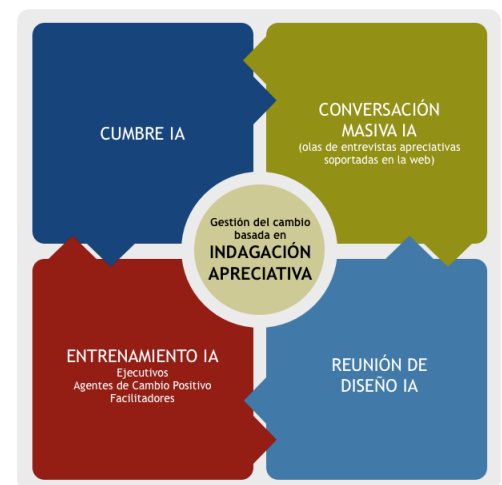 CUMBRE IA
CONVERSACIÓN
MASIVA IA
(olas de entrevistas apreciativas
soportadas en la web)
Gestión del cambio
basada en
INDAGACIÓN
APRECIATIVA
ENTRENAMIENTO IA
Ejecutivos
Agentes de Cambio Positivo
Facilitadores
REUNIÓN DE
DISEÑO IA